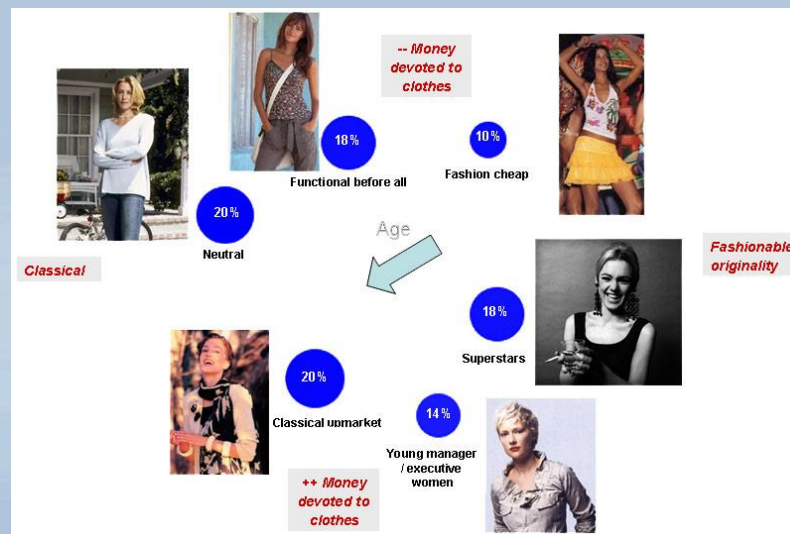 -- Money
devoted to
clothes
18%
10%
Functional before all
Fashion cheap
20%
Age
Neutral
Classical
Fashionable
originality
18%
Superstars
20%
14%
Classical upmarket
Young manager
/ executive
women
++ Money
devoted to
clothes